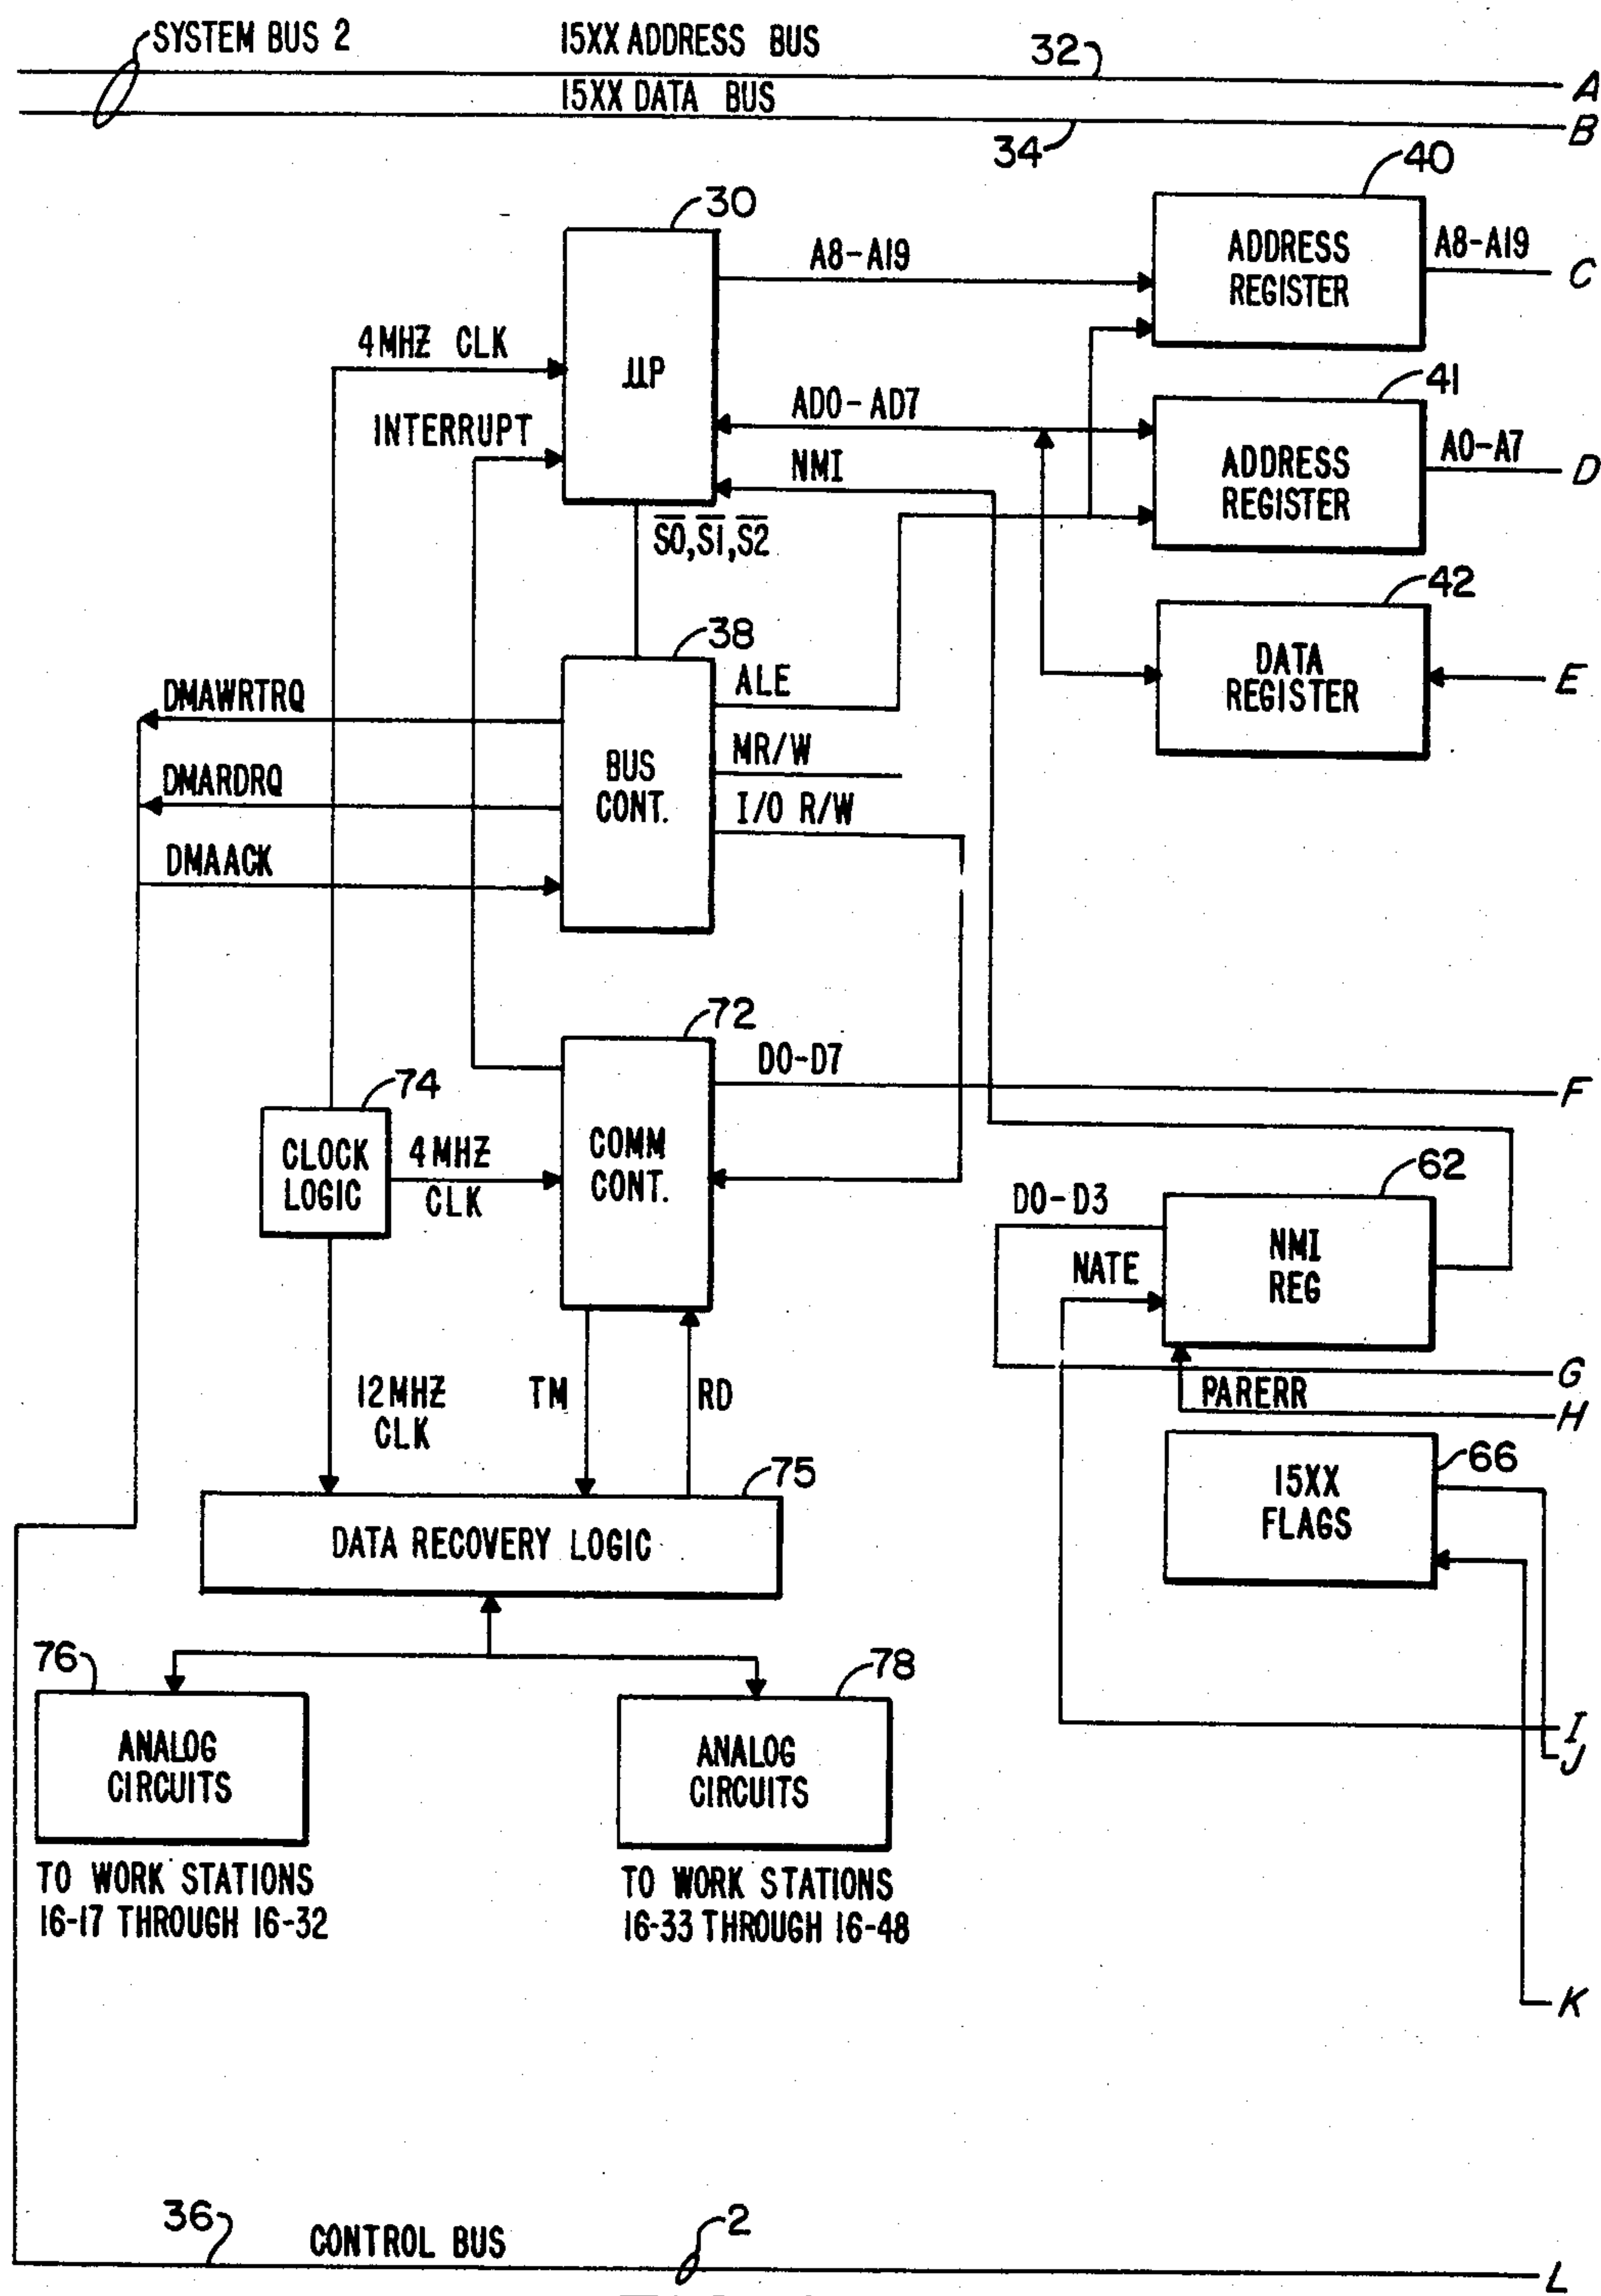 SYSTEM BUS 2
15XX ADDRESS BUS
32
A
15XX DATA BUS
34
B
40
30
A8-A19
ADDRESS
REGISTER
A8-A19
C
4MHZ CLK
µP
41
INTERRUPT
AD0-AD7
ADDRESS
REGISTER
A0-A7
D
NMI
S̅0̅,S̅1̅,S̅2̅
42
38
DATA
REGISTER
E
DMAWRTRQ
ALE
BUS
CONT.
MR/W
DMARDRQ
I/O R/W
DMAACK
72
D0-D7
F
74
CLOCK
LOGIC
4MHZ
CLK
COMM
CONT.
62
D0-D3
NMI
REG
NATE
G
12MHZ
CLK
TM
RD
PARERR
H
75
66
15XX
FLAGS
DATA RECOVERY LOGIC
76
78
I
J
ANALOG
CIRCUITS
ANALOG
CIRCUITS
TO WORK STATIONS
16-17 THROUGH 16-32
TO WORK STATIONS
16-33 THROUGH 16-48
K
36
CONTROL BUS
2
L